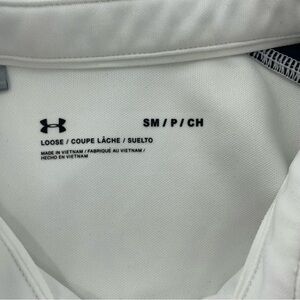 SM / P / CH
LOOSE / COUPE LÂCHE / SUELTO
MADE IN VIETNAM / FABRIQUÉ AU VIETNAM /
HECHO EN VIETNAM